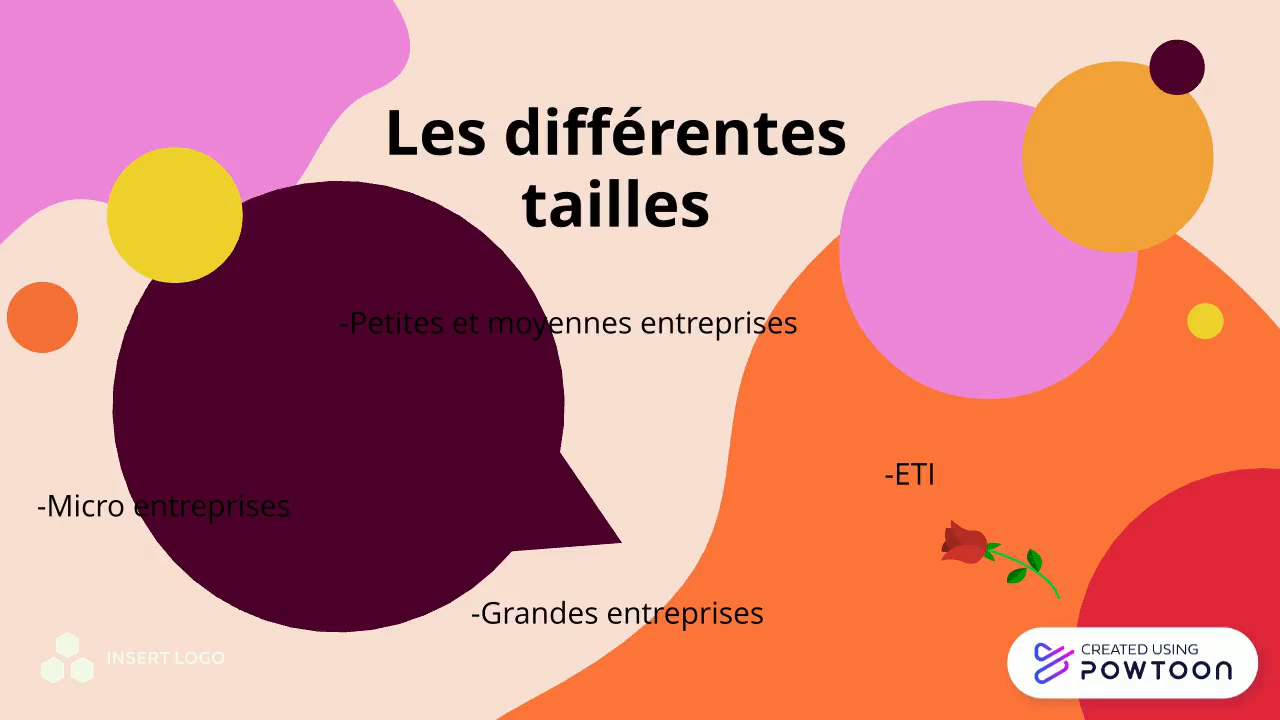 Les différentes
tailles
-Petites et moyennes entreprises
-ETI
-Micro entreprises
-Grandes entreprises
INSERT LOGO
CREATED USING
POWTOON